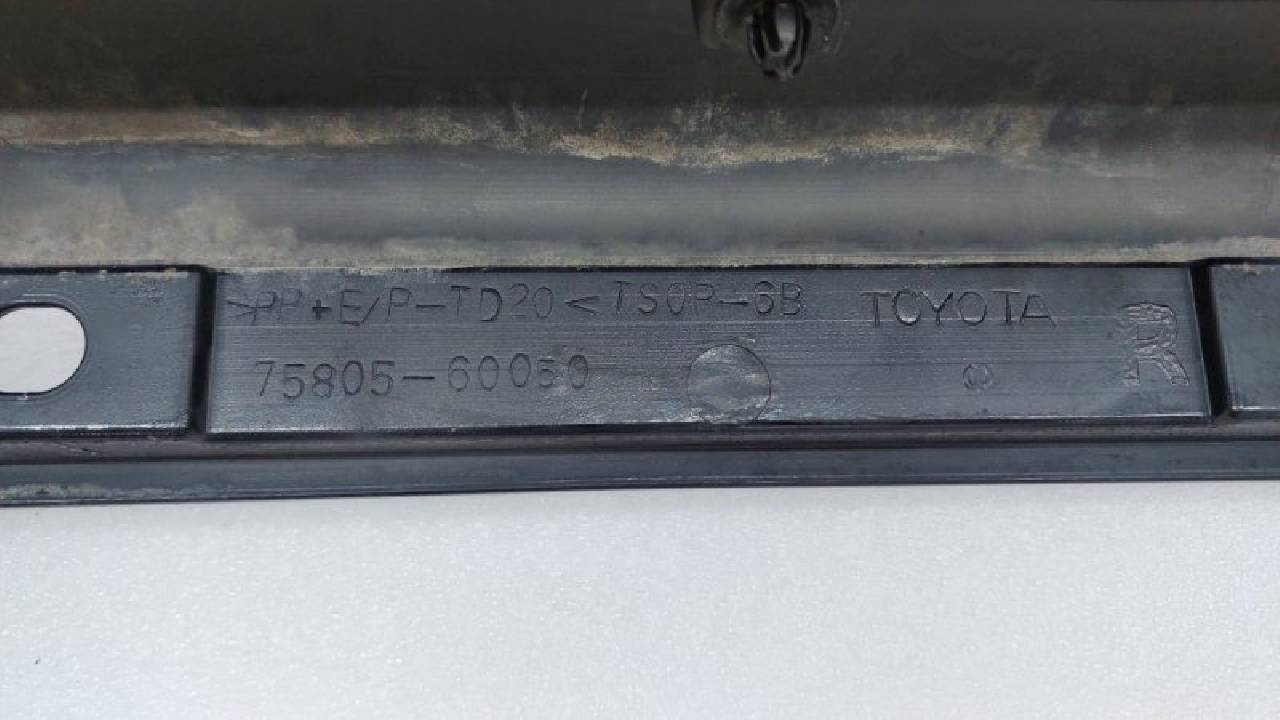 >PP+E/P-TD20< TSOP-6B TOYOTA R
75805-60050